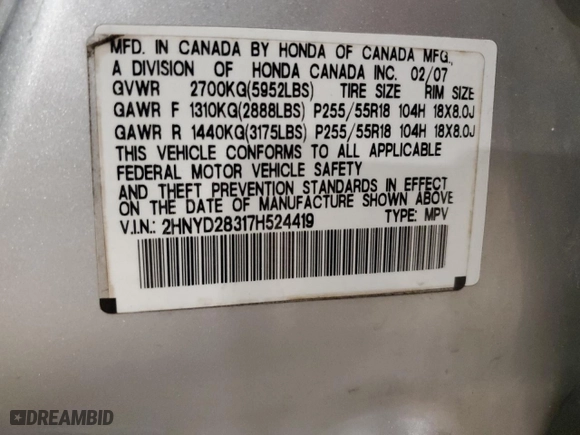 MFD. IN CANADA BY HONDA OF CANADA MFG.,
A DIVISION OF HONDA CANADA INC. 02/07
GVWR 2700KG(5952LBS) TIRE SIZE RIM SIZE
GAWR F 1310KG(2888LBS) P255/55R18 104H 18X8.0J
GAWR R 1440KG(3175LBS) P255/55R18 104H 18X8.0J
THIS VEHICLE CONFORMS TO ALL APPLICABLE
FEDERAL MOTOR VEHICLE SAFETY
AND THEFT PREVENTION STANDARDS IN EFFECT
ON THE DATE OF MANUFACTURE SHOWN ABOVE
V.I.N.: 2HNYD28317H524419 TYPE: MPV
DREAMBID